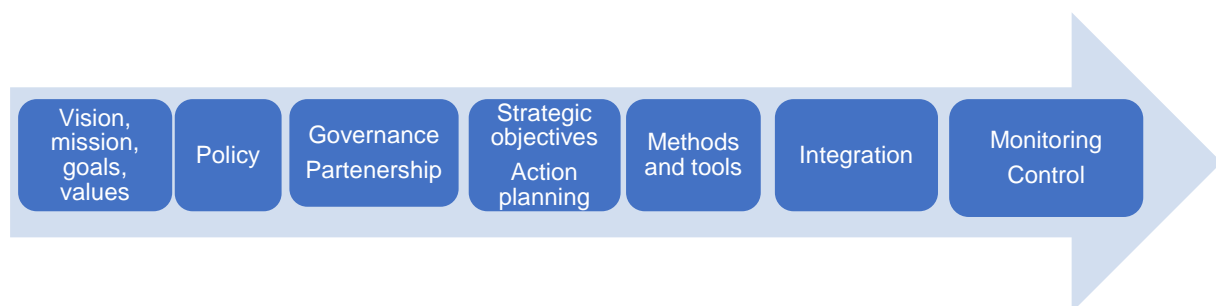 Vision,
mission,
goals,
values
Policy
Governance
Partenership
Strategic
objectives
Action
planning
Methods
and tools
Integration
Monitoring
Control